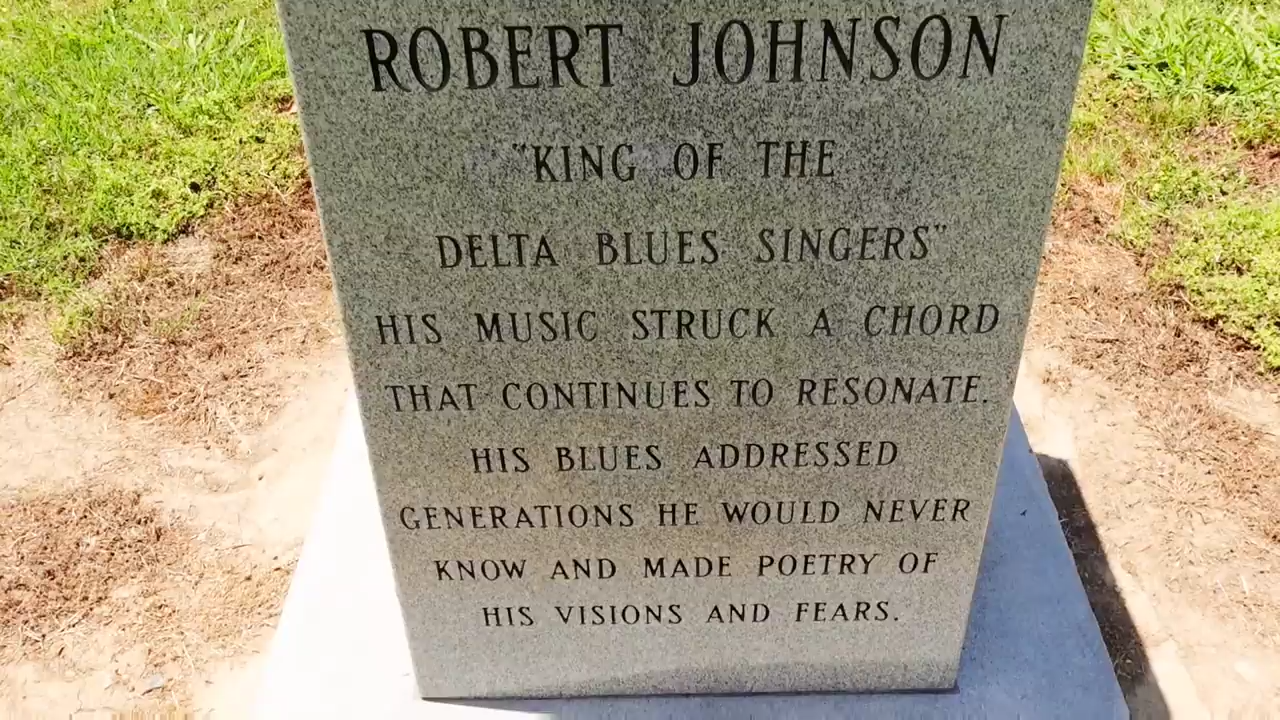 ROBERT JOHNSON
"KING OF THE
DELTA BLUES SINGERS"
HIS MUSIC STRUCK A CHORD
THAT CONTINUES TO RESONATE.
HIS BLUES ADDRESSED
GENERATIONS HE WOULD NEVER
KNOW AND MADE POETRY OF
HIS VISIONS AND FEARS.